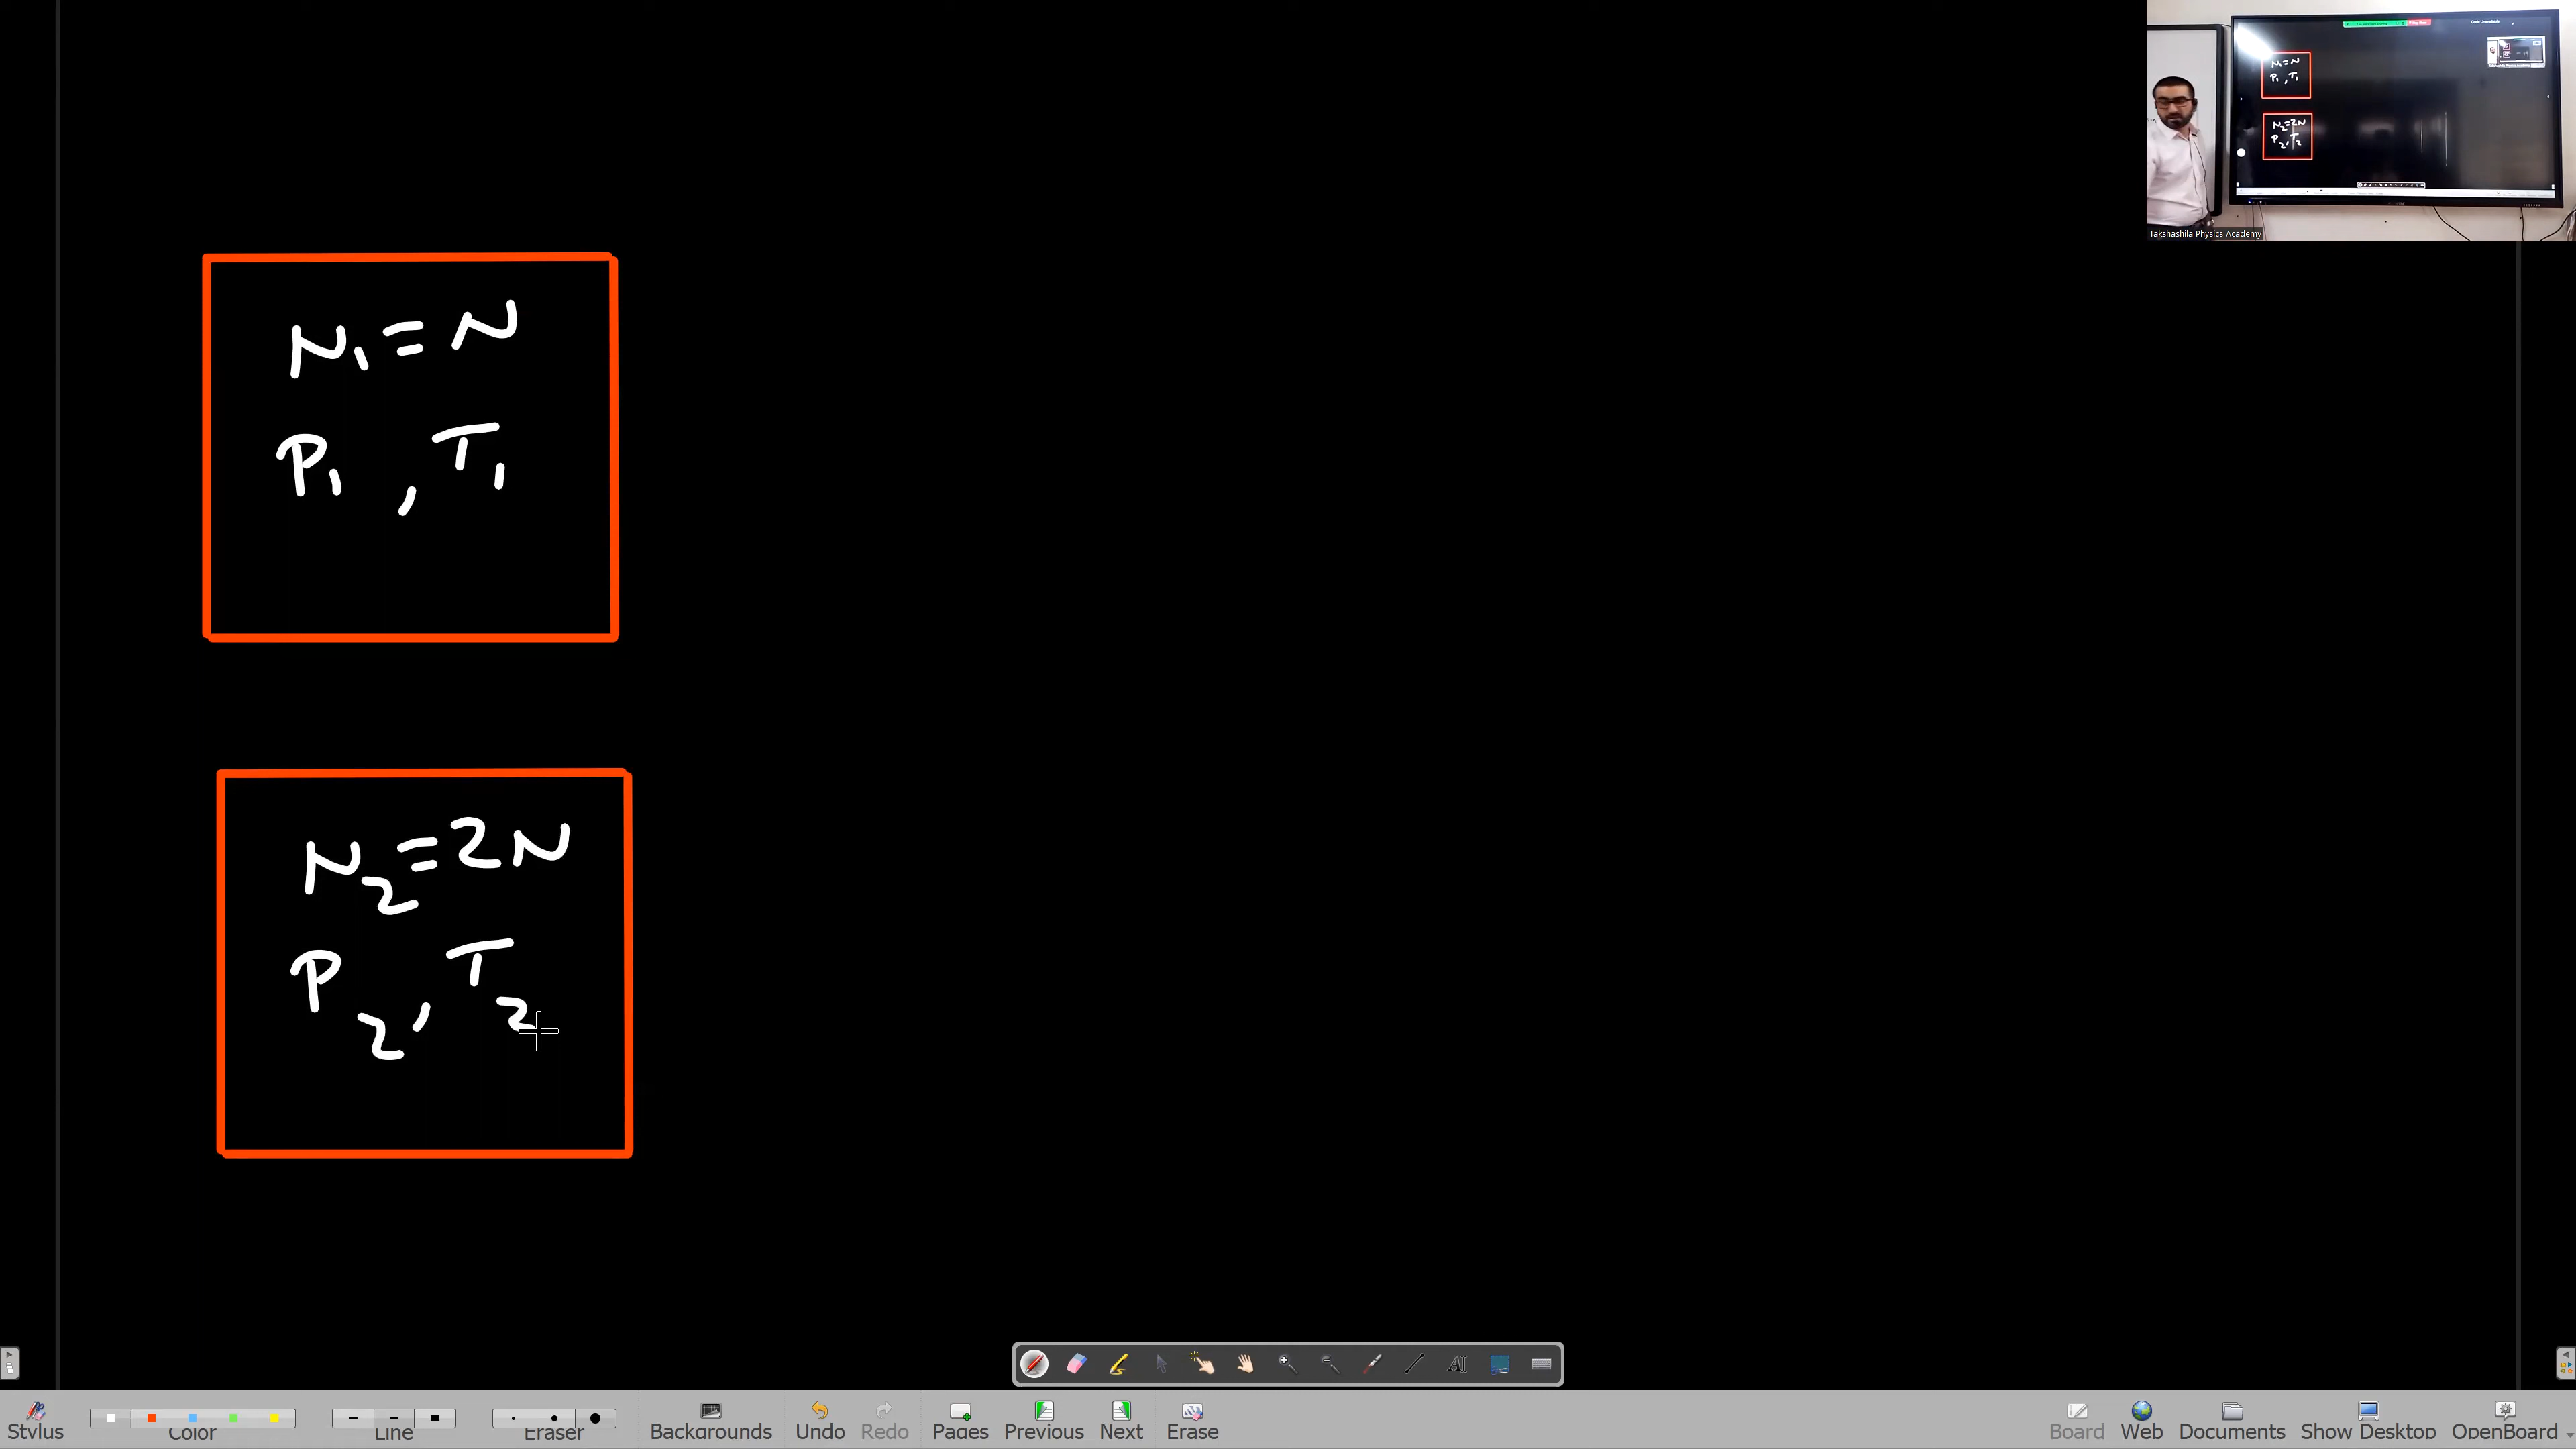 N₁ = N
P₁ , T₁
N₂ = 2N
P₂, T₂
Takshashila Physics Academy
Stylus
Color
Line
Eraser
Backgrounds
Undo
Redo
Pages
Previous
Next
Erase
Board
Web
Documents
Show Desktop
OpenBoard